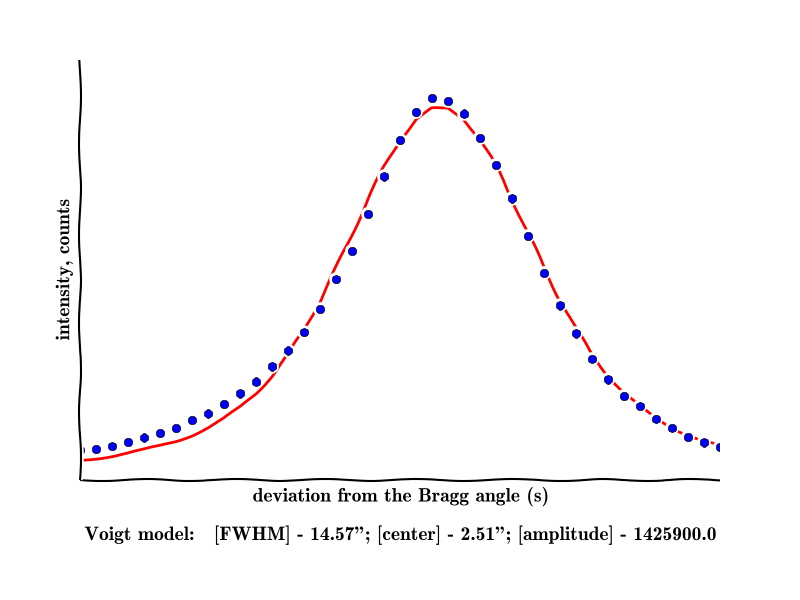 intensity, counts
deviation from the Bragg angle (s)
Voigt model: [FWHM] - 14.57”; [center] - 2.51”; [amplitude] - 1425900.0